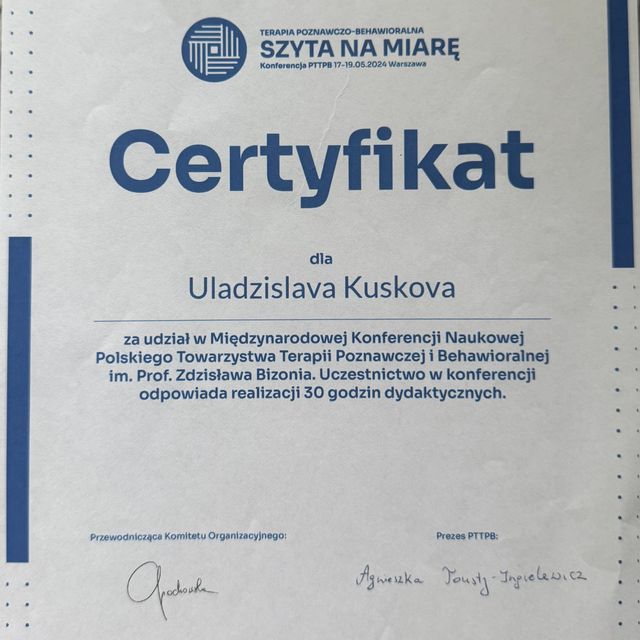 TERAPIA POZNAWCZO-BEHAWIORALNA
SZYTA NA MIARĘ
Konferencja PTTPB 17-19.05.2024 Warszawa
Certyfikat
dla
Uladzislava Kuskova
za udział w Międzynarodowej Konferencji Naukowej
Polskiego Towarzystwa Terapii Poznawczej i Behawioralnej
im. Prof. Zdzisława Bizonia. Uczestnictwo w konferencji
odpowiada realizacji 30 godzin dydaktycznych.
Przewodnicząca Komitetu Organizacyjnego:
Prezes PTTPB:
Agnieszka